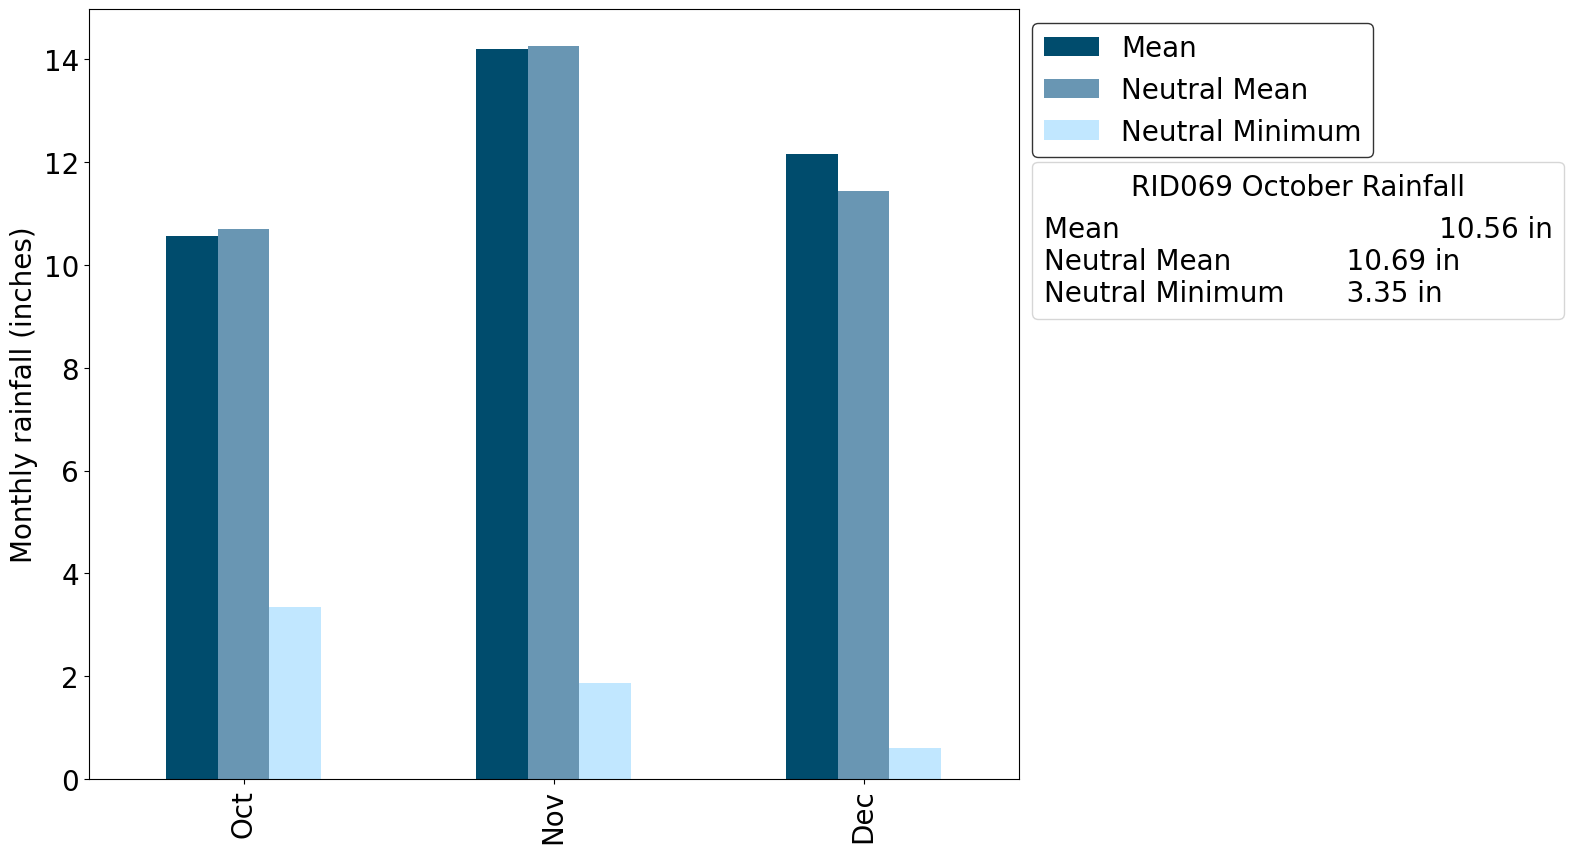 Monthly rainfall (inches)
14
12
10
8
6
4
2
0
Oct
Nov
Dec
Mean
Neutral Mean
Neutral Minimum
RID069 October Rainfall
Mean 10.56 in
Neutral Mean 10.69 in
Neutral Minimum 3.35 in